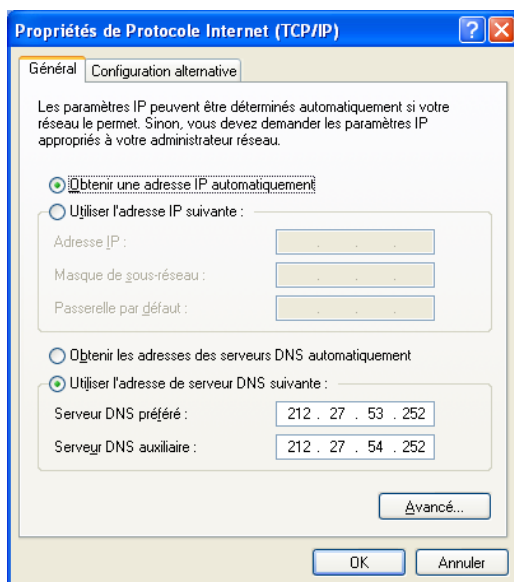 Propriétés de Protocole Internet (TCP/IP)
Général
Configuration alternative
Les paramètres IP peuvent être déterminés automatiquement si votre
réseau le permet. Sinon, vous devez demander les paramètres IP
appropriés à votre administrateur réseau.
Obtenir une adresse IP automatiquement
Utiliser l'adresse IP suivante :
Adresse IP :
Masque de sous-réseau :
Passerelle par défaut :
Obtenir les adresses des serveurs DNS automatiquement
Utiliser l'adresse de serveur DNS suivante :
Serveur DNS préféré : 212 . 27 . 53 . 252
Serveur DNS auxiliaire : 212 . 27 . 54 . 252
Avancé...
OK
Annuler